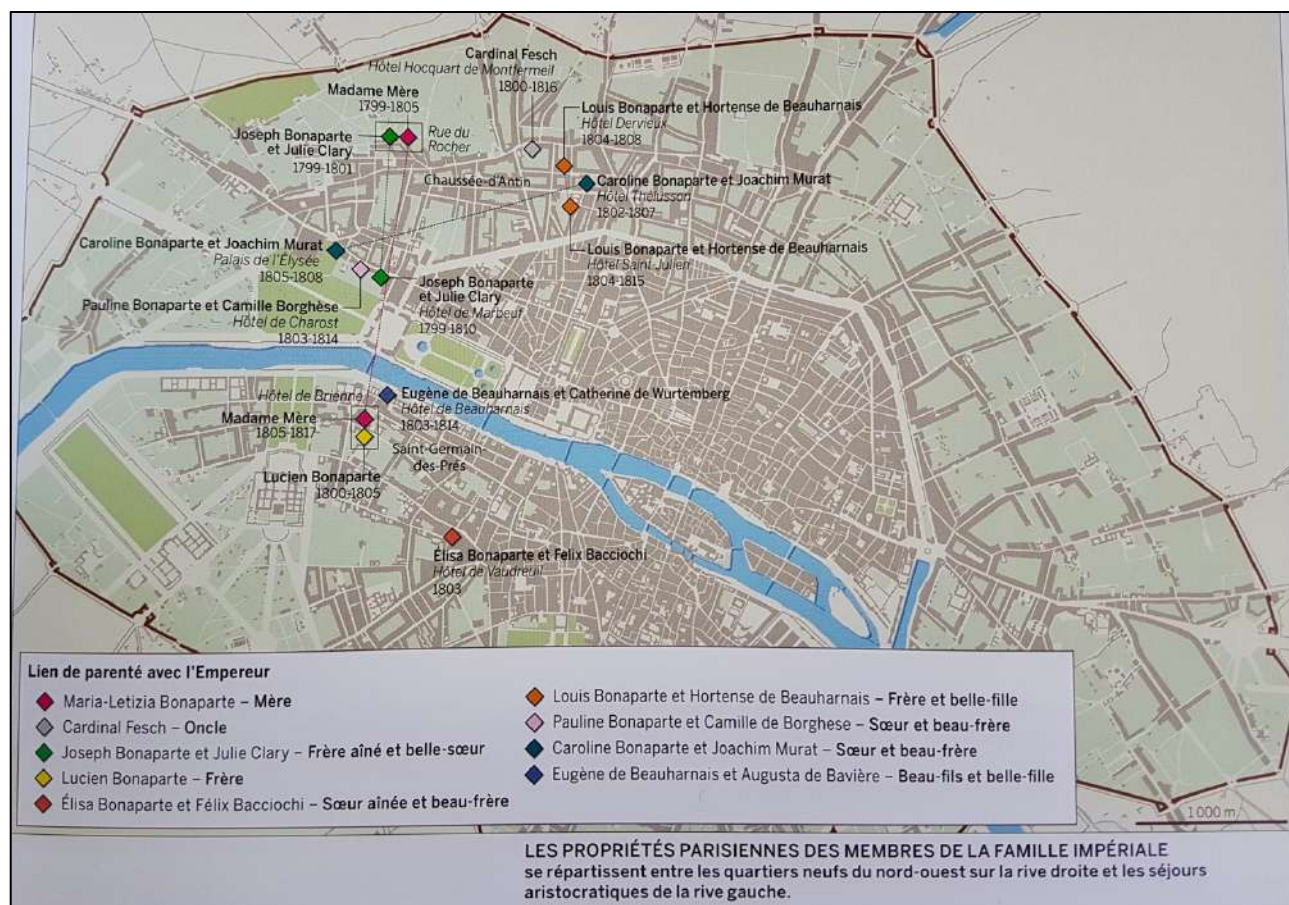 Cardinal Fesch
Hôtel Hocquart de Montfermeil
1800-1816
Madame Mère
1799-1805
Louis Bonaparte et Hortense de Beauharnais
Hôtel Dervieux
1804-1808
Joseph Bonaparte
et Julie Clary
1799-1801
Rue du
Rocher
Chaussée-d'Antin
Caroline Bonaparte et Joachim Murat
Hôtel Thélusson
1802-1807
Caroline Bonaparte et Joachim Murat
Palais de l'Élysée
1805-1808
Louis Bonaparte et Hortense de Beauharnais
Hôtel Saint-Julien
1804-1815
Pauline Bonaparte et Camille Borghèse
Hôtel de Charost
1803-1814
Joseph Bonaparte
et Julie Clary
Hôtel de Marbeuf
1799-1810
Hôtel de Brienne
Eugène de Beauharnais et Catherine de Wurtemberg
Hôtel de Beauharnais
1803-1814
Madame Mère
1805-1817
Saint-Germain-
des-Prés
Lucien Bonaparte
1800-1805
Élisa Bonaparte et Félix Bacciochi
Hôtel de Vaudreuil
1803
Lien de parenté avec l'Empereur
Maria-Letizia Bonaparte – Mère
Cardinal Fesch – Oncle
Joseph Bonaparte et Julie Clary – Frère aîné et belle-sœur
Lucien Bonaparte – Frère
Élisa Bonaparte et Félix Bacciochi – Sœur aînée et beau-frère
Louis Bonaparte et Hortense de Beauharnais – Frère et belle-fille
Pauline Bonaparte et Camille de Borghese – Sœur et beau-frère
Caroline Bonaparte et Joachim Murat – Sœur et beau-frère
Eugène de Beauharnais et Augusta de Bavière – Beau-fils et belle-fille
1 000 m
LES PROPRIÉTÉS PARISIENNES DES MEMBRES DE LA FAMILLE IMPÉRIALE
se répartissent entre les quartiers neufs du nord-ouest sur la rive droite et les séjours
aristocratiques de la rive gauche.